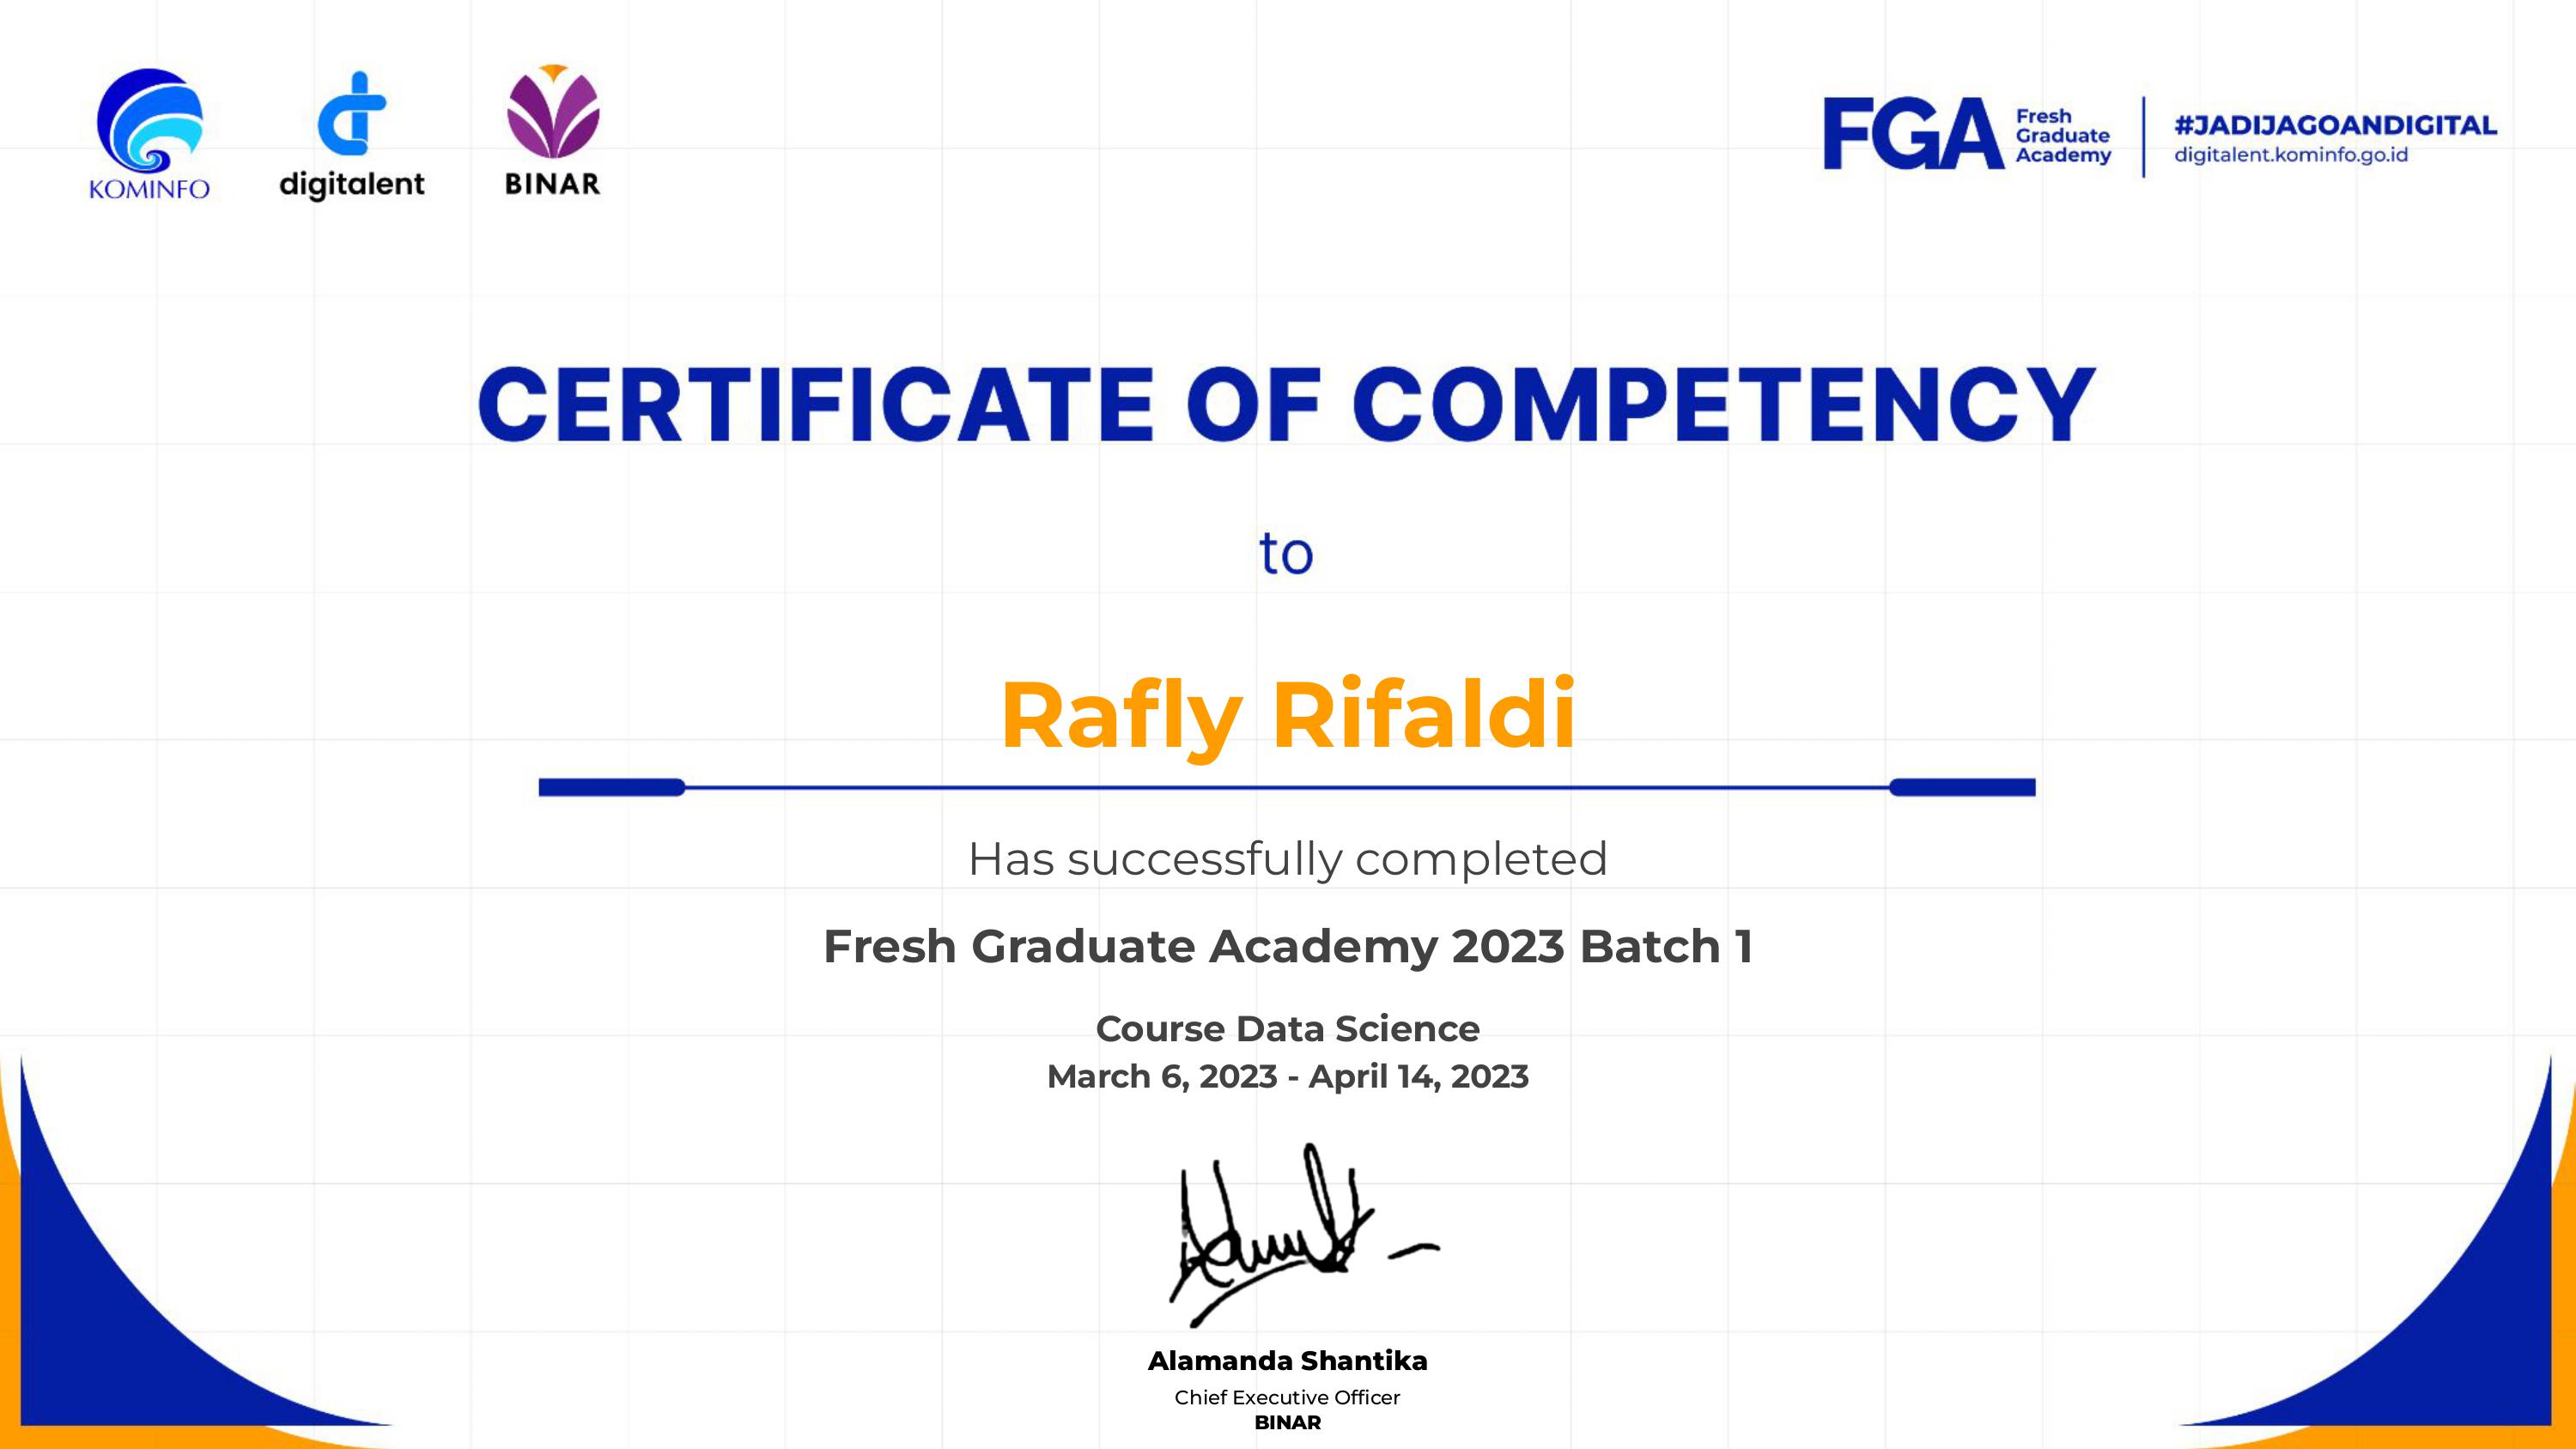 KOMINFO
digitalent
BINAR
FGA
Fresh
Graduate
Academy
#JADIJAGOANDIGITAL
digitalent.kominfo.go.id
CERTIFICATE OF COMPETENCY
to
Rafly Rifaldi
Has successfully completed
Fresh Graduate Academy 2023 Batch 1
Course Data Science
March 6, 2023 - April 14, 2023
Alamanda Shantika
Chief Executive Officer
BINAR